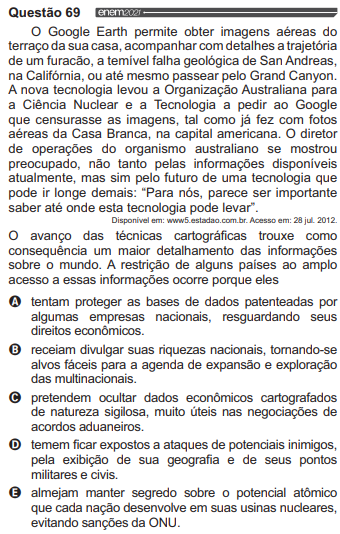 Questão 69 enem2021
O Google Earth permite obter imagens aéreas do
terraço da sua casa, acompanhar com detalhes a trajetória
de um furacão, a temível falha geológica de San Andreas,
na Califórnia, ou até mesmo passear pelo Grand Canyon.
A nova tecnologia levou a Organização Australiana para
a Ciência Nuclear e a Tecnologia a pedir ao Google
que censurasse as imagens, tal como já fez com fotos
aéreas da Casa Branca, na capital americana. O diretor
de operações do organismo australiano se mostrou
preocupado, não tanto pelas informações disponíveis
atualmente, mas sim pelo futuro de uma tecnologia que
pode ir longe demais: “Para nós, parece ser importante
saber até onde esta tecnologia pode levar”.
Disponível em: www5.estadao.com.br. Acesso em: 28 jul. 2012.
O avanço das técnicas cartográficas trouxe como
consequência um maior detalhamento das informações
sobre o mundo. A restrição de alguns países ao amplo
acesso a essas informações ocorre porque eles
A tentam proteger as bases de dados patenteadas por
algumas empresas nacionais, resguardando seus
direitos econômicos.
B receiam divulgar suas riquezas nacionais, tornando-se
alvos fáceis para a agenda de expansão e exploração
das multinacionais.
C pretendem ocultar dados econômicos cartografados
de natureza sigilosa, muito úteis nas negociações de
acordos aduaneiros.
D temem ficar expostos a ataques de potenciais inimigos,
pela exibição de sua geografia e de seus pontos
militares e civis.
E almejam manter segredo sobre o potencial atômico
que cada nação desenvolve em suas usinas nucleares,
evitando sanções da ONU.